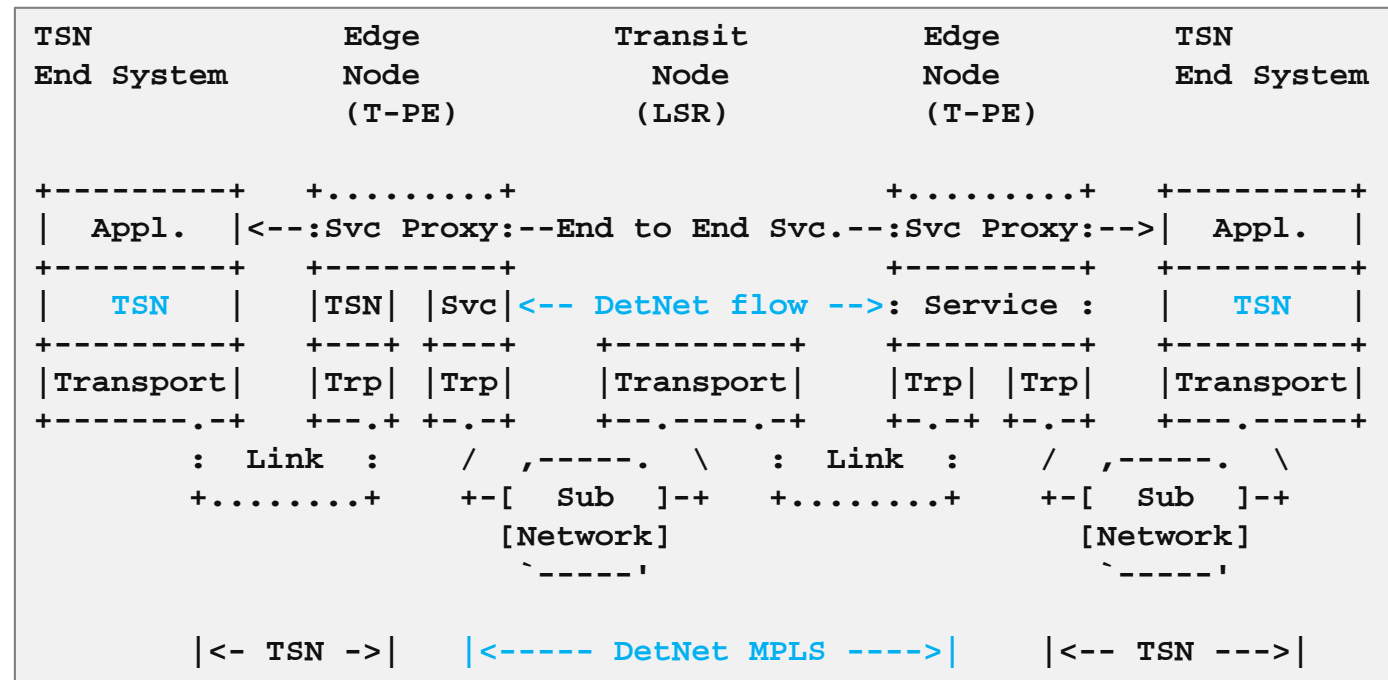 TSN                 Edge             Transit            Edge            TSN
End System       Node               Node             Node            End System
                   (T-PE)            (LSR)             (T-PE)

+---------+    +.........+                      +.........+    +---------+
|  Appl.  |<--:Svc Proxy:--End to End Svc.--:Svc Proxy:-->|  Appl.  |
+---------+    +---------+                      +---------+    +---------+
|   TSN   |    |TSN| |Svc|<-- DetNet flow -->: Service :    |   TSN   |
+---------+    +---+ +---+     +---------+     +---------+    +---------+
|Transport|    |Trp| |Trp|     |Transport|     |Trp| |Trp|    |Transport|
+-------.-+    +--.+ +-.-+     +--.----.-+     +-.-+ +-.-+    +---.-----+
        :  Link  :    /  ,-----.  \   :  Link  :    /  ,-----.  \
        +........+    +-[  Sub  ]-+   +........+    +-[  Sub  ]-+
                        [Network]                     [Network]
                         `-----'                       `-----'

        |<- TSN ->|   |<----- DetNet MPLS ---->|    |<-- TSN --->|